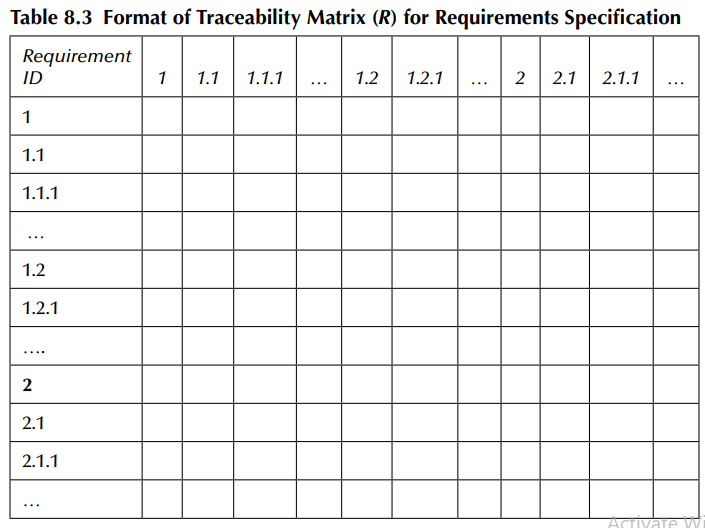 Table 8.3 Format of Traceability Matrix (R) for Requirements Specification
Requirement
ID 1 1.1 1.1.1 ... 1.2 1.2.1 ... 2 2.1 2.1.1 ...
1
1.1
1.1.1
...
1.2
1.2.1
....
2
2.1
2.1.1
...
Activate Wi